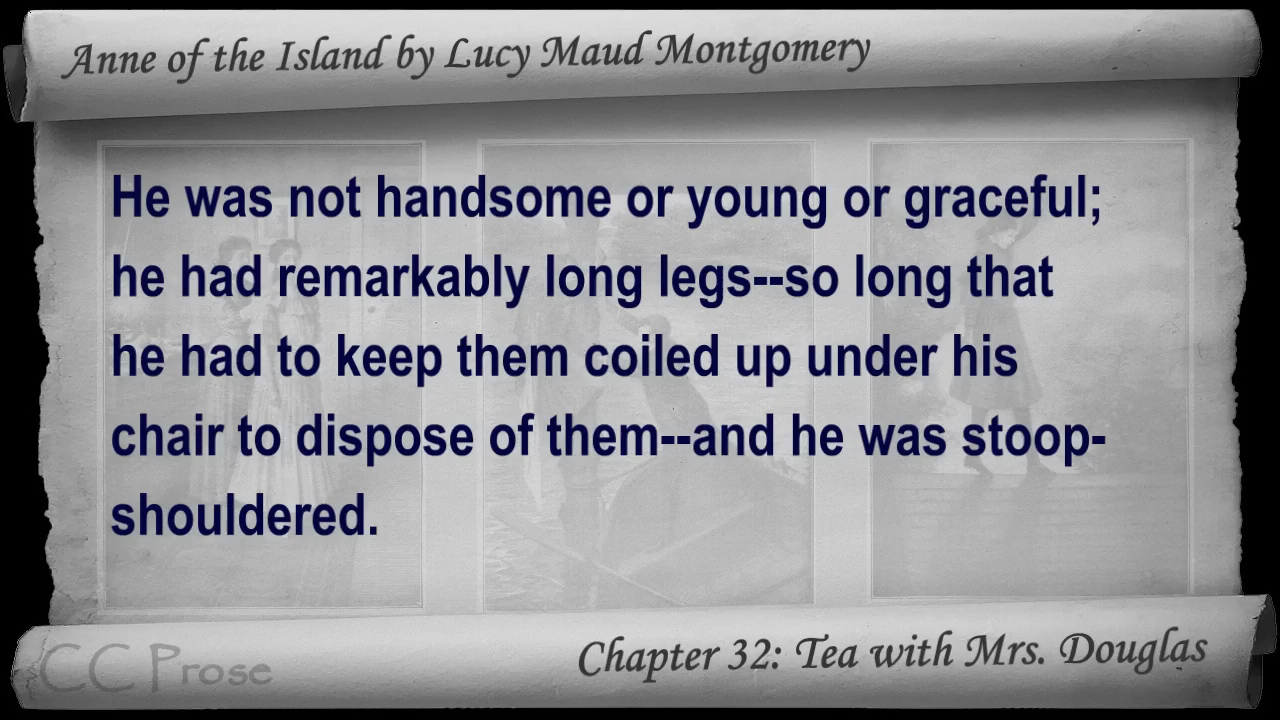 Anne of the Island by Lucy Maud Montgomery
He was not handsome or young or graceful;
he had remarkably long legs--so long that
he had to keep them coiled up under his
chair to dispose of them--and he was stoop-
shouldered.
CC Prose
Chapter 32: Tea with Mrs. Douglas